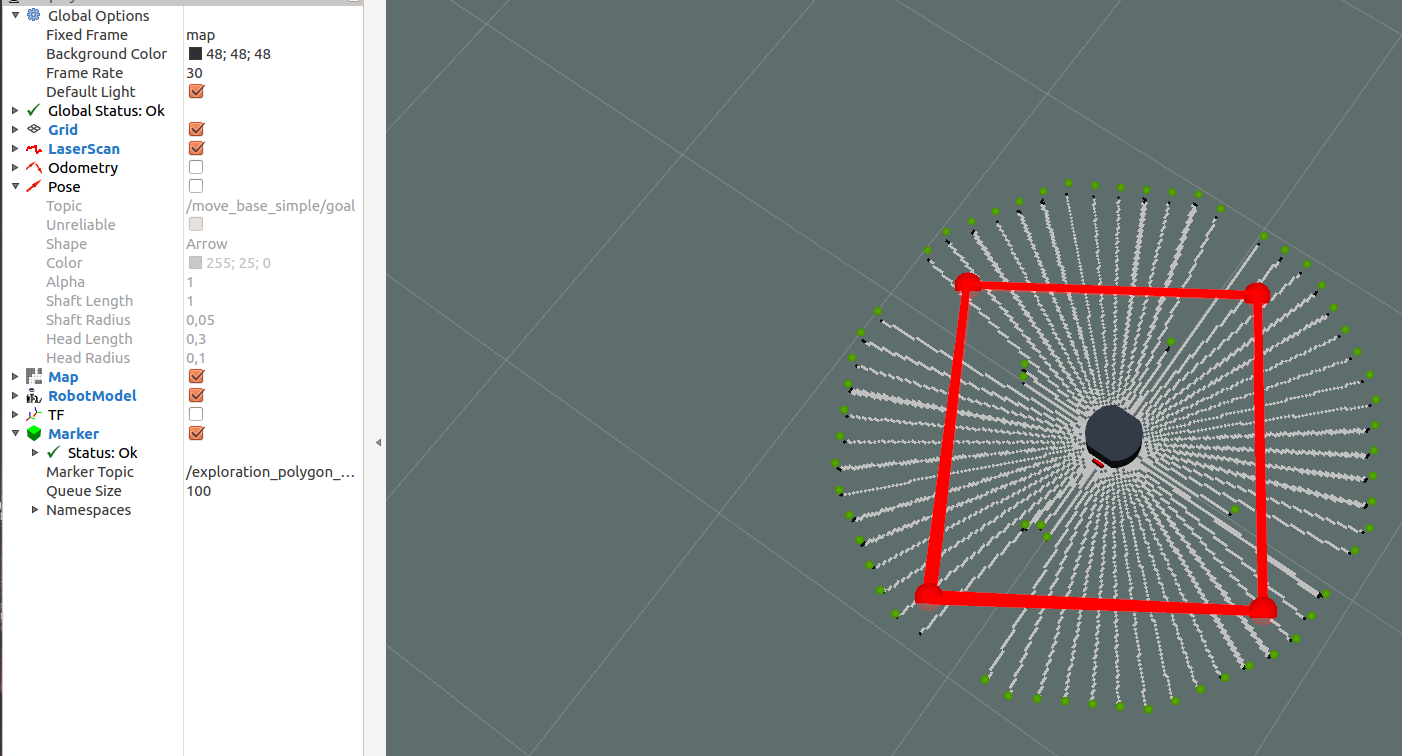 Global Options
Fixed Frame map
Background Color 48; 48; 48
Frame Rate 30
Default Light
Global Status: Ok
Grid
LaserScan
Odometry
Pose
Topic /move_base_simple/goal
Unreliable
Shape Arrow
Color 255; 25; 0
Alpha 1
Shaft Length 1
Shaft Radius 0,05
Head Length 0,3
Head Radius 0,1
Map
RobotModel
TF
Marker
Status: Ok
Marker Topic /exploration_polygon_...
Queue Size 100
Namespaces